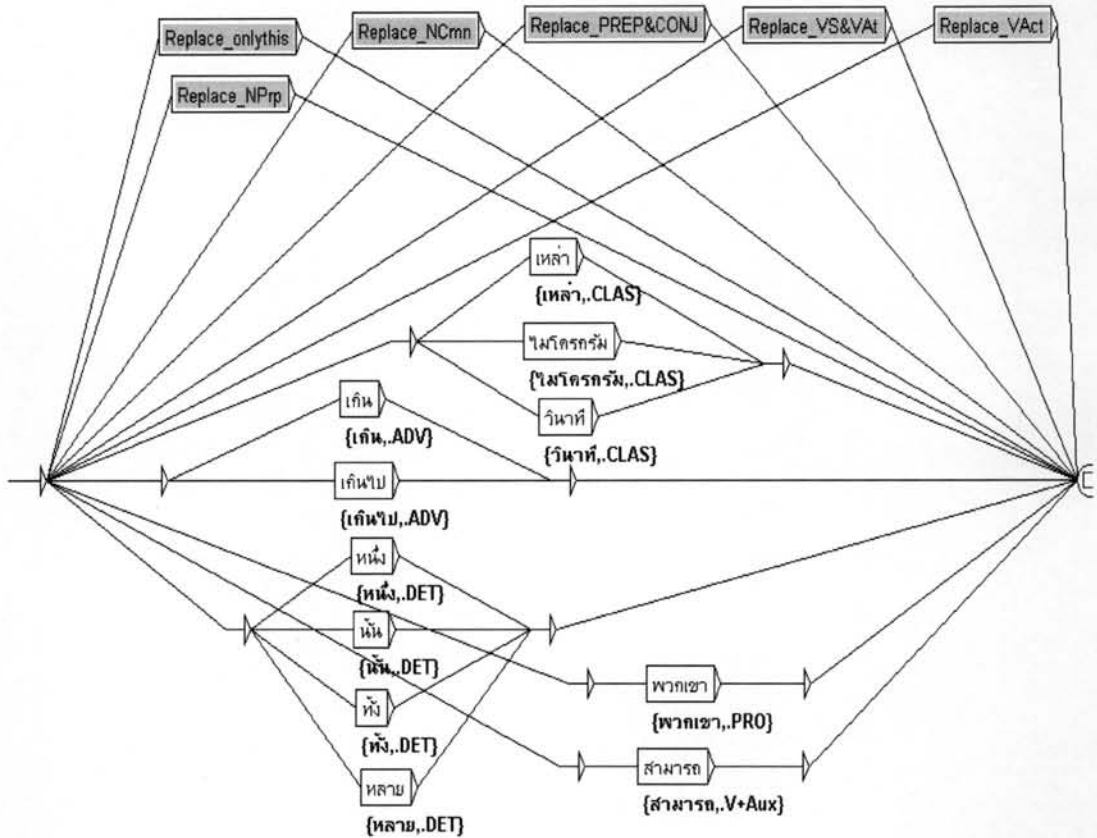 Replace_onlythis
Replace_NCmn
Replace_PREP&CONJ
Replace_VS&VAt
Replace_VAct
Replace_NPrp
เหล่า
{เหล่า,.CLAS}
ไมโครกรัม
{ไมโครกรัม,.CLAS}
วินาที
{วินาที,.CLAS}
เกิน
{เกิน,.ADV}
เกินไป
{เกินไป,.ADV}
หนึ่ง
{หนึ่ง,.DET}
นั้น
{นั้น,.DET}
ทั้ง
{ทั้ง,.DET}
หลาย
{หลาย,.DET}
พวกเขา
{พวกเขา,.PRO}
สามารถ
{สามารถ,.V+Aux}